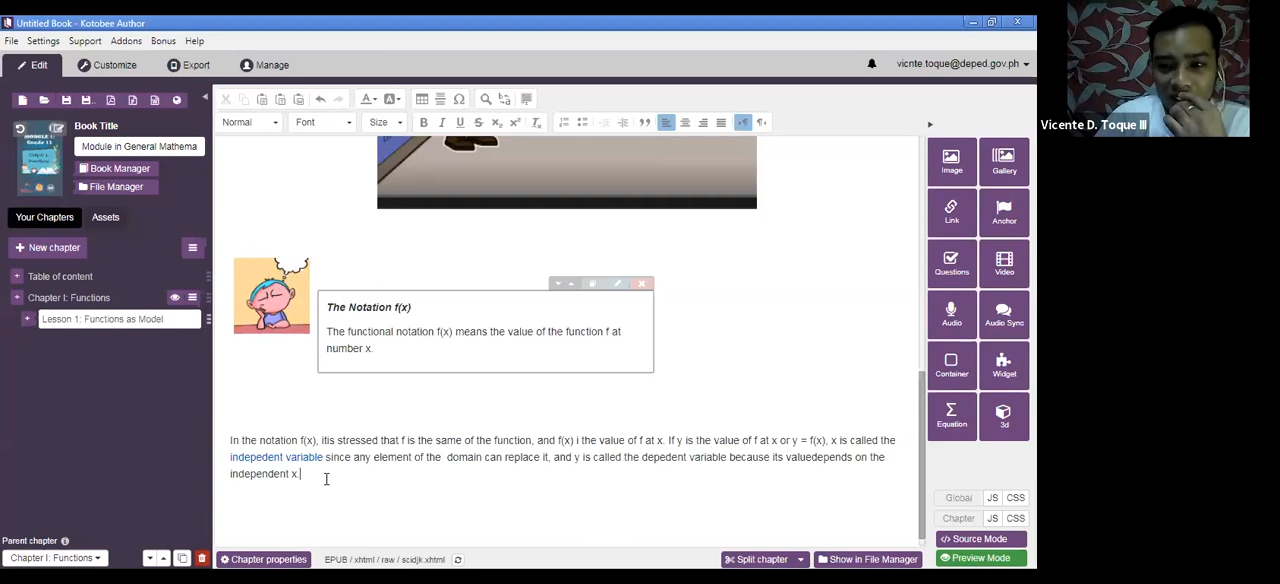 Untitled Book - Kotobee Author
File Settings Support Addons Bonus Help
Edit Customize Export Manage
vicnte.toque@deped.gov.ph
Vicente D. Toque III
Book Title
Module in General Mathema
Book Manager
File Manager
Your Chapters Assets
New chapter
Table of content
Chapter I: Functions
Lesson 1: Functions as Model
Parent chapter
Chapter I: Functions
Normal Font Size
The Notation f(x)
The functional notation f(x) means the value of the function f at
number x.
In the notation f(x), itis stressed that f is the same of the function, and f(x) i the value of f at x. If y is the value of f at x or y = f(x), x is called the
indepedent variable since any element of the domain can replace it, and y is called the depedent variable because its valuedepends on the
independent x.
Chapter properties EPUB / xhtml / raw / scidjk.xhtml Split chapter Show in File Manager
Image Gallery
Link Anchor
Questions Video
Audio Audio Sync
Container Widget
Equation 3d
Global JS CSS
Chapter JS CSS
Source Mode
Preview Mode